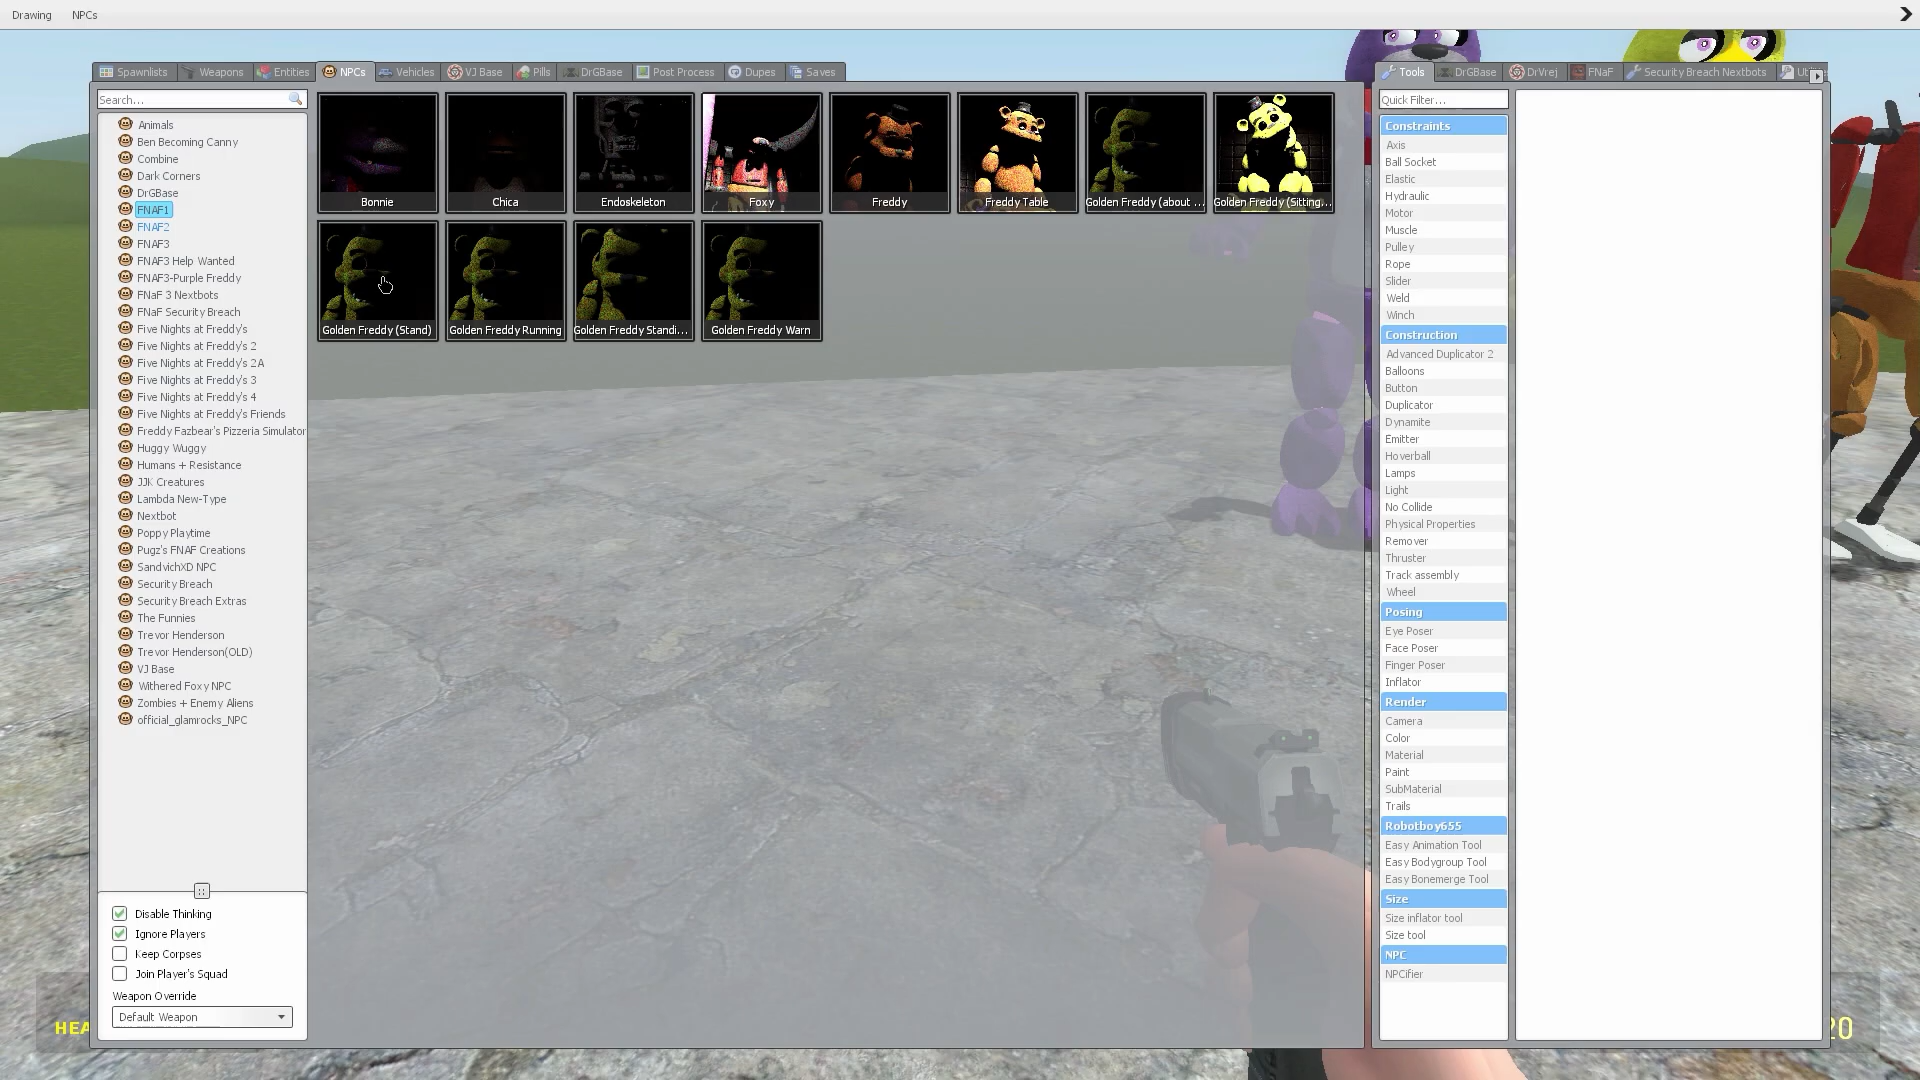 Drawing NPCs
Spawnlists Weapons Entities NPCs Vehicles VJ Base Pills DrGBase Post Process Dupes Saves
Tools DrGBase DrVrej FNaF Security Breach Nextbots
Search...
Animals
Ben Becoming Canny
Combine
Dark Corners
DrGBase
FNAF1
FNAF2
FNAF3
FNAF3 Help Wanted
FNAF3-Purple Freddy
FNaF 3 Nextbots
FNaF Security Breach
Five Nights at Freddy's
Five Nights at Freddy's 2
Five Nights at Freddy's 2A
Five Nights at Freddy's 3
Five Nights at Freddy's 4
Five Nights at Freddy's Friends
Freddy Fazbear's Pizzeria Simulator
Huggy Wuggy
Humans + Resistance
JJK Creatures
Lambda New-Type
Nextbot
Poppy Playtime
Pugz's FNAF Creations
SandvichXD NPC
Security Breach
Security Breach Extras
The Funnies
Trevor Henderson
Trevor Henderson(OLD)
VJ Base
Withered Foxy NPC
Zombies + Enemy Aliens
official_glamrocks_NPC
Disable Thinking
Ignore Players
Keep Corpses
Join Player's Squad
Weapon Override
Default Weapon
Bonnie Chica Endoskeleton Foxy Freddy Freddy Table Golden Freddy (about ... Golden Freddy (Sitting...
Golden Freddy (Stand) Golden Freddy Running Golden Freddy Standi... Golden Freddy Warn
Quick Filter...
Constraints
Axis
Ball Socket
Elastic
Hydraulic
Motor
Muscle
Pulley
Rope
Slider
Weld
Winch
Construction
Advanced Duplicator 2
Balloons
Button
Duplicator
Dynamite
Emitter
Hoverball
Lamps
Light
No Collide
Physical Properties
Remover
Thruster
Track assembly
Wheel
Posing
Eye Poser
Face Poser
Finger Poser
Inflator
Render
Camera
Color
Material
Paint
SubMaterial
Trails
Robotboy655
Easy Animation Tool
Easy Bodygroup Tool
Easy Bonemerge Tool
Size
Size inflator tool
Size tool
NPC
NPCifier
HEA
20